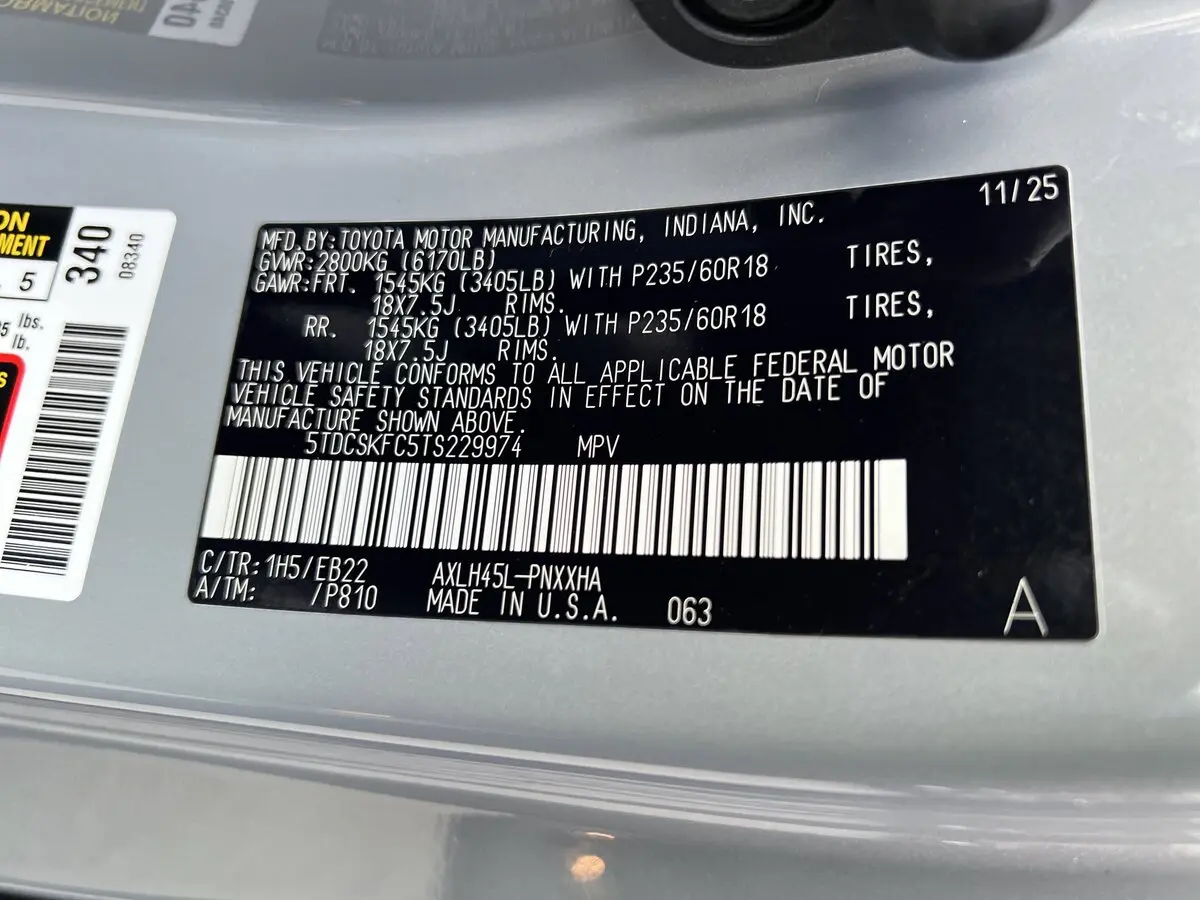 11/25
MFD.BY:TOYOTA MOTOR MANUFACTURING, INDIANA, INC.
GVWR:2800KG (6170LB)
GAWR:FRT. 1545KG (3405LB) WITH P235/60R18 TIRES,
18X7.5J RIMS.
RR. 1545KG (3405LB) WITH P235/60R18 TIRES,
18X7.5J RIMS.
THIS VEHICLE CONFORMS TO ALL APPLICABLE FEDERAL MOTOR
VEHICLE SAFETY STANDARDS IN EFFECT ON THE DATE OF
MANUFACTURE SHOWN ABOVE.
5TDCSKFC5TS229974 MPV
C/TR:1H5/EB22 AXLH45L-PNXXHA
A/TM: /P810 MADE IN U.S.A. 063
A
340
08340
5
lbs.
lb.